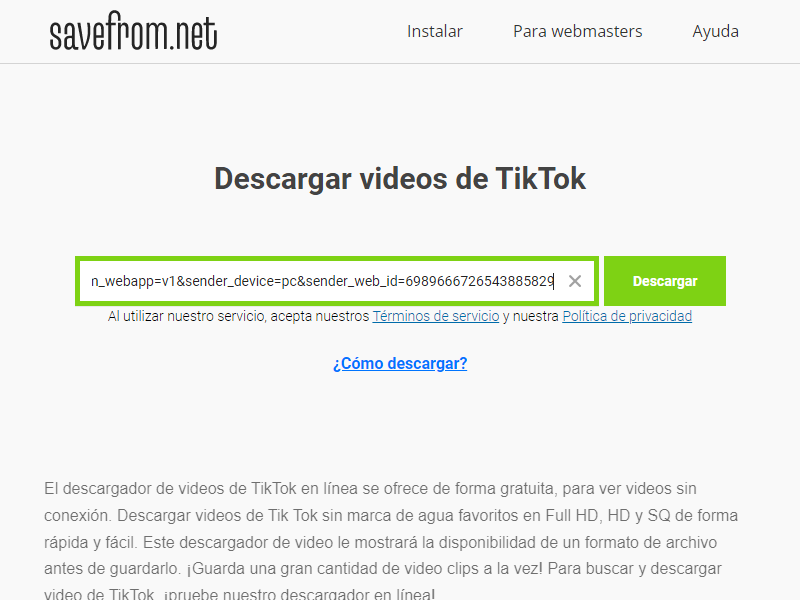 savefrom.net
Instalar
Para webmasters
Ayuda
Descargar videos de TikTok
n_webapp=v1&sender_device=pc&sender_web_id=6989666726543885829
Descargar
Al utilizar nuestro servicio, acepta nuestros Términos de servicio y nuestra Política de privacidad
¿Cómo descargar?
El descargador de videos de TikTok en línea se ofrece de forma gratuita, para ver videos sin
conexión. Descargar videos de Tik Tok sin marca de agua favoritos en Full HD, HD y SQ de forma
rápida y fácil. Este descargador de video le mostrará la disponibilidad de un formato de archivo
antes de guardarlo. ¡Guarda una gran cantidad de video clips a la vez! Para buscar y descargar
video de TikTok, ¡pruebe nuestro descargador en línea!